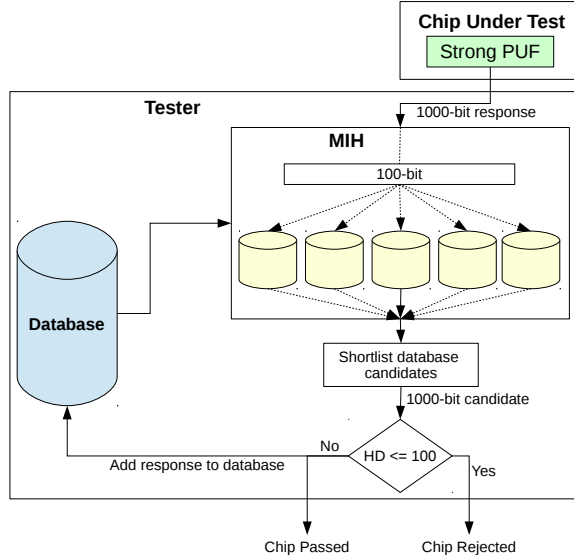 Chip Under Test
Strong PUF
Tester
1000-bit response
MIH
100-bit
Database
Shortlist database
candidates
1000-bit candidate
No
HD <= 100
Add response to database
Yes
Chip Passed
Chip Rejected